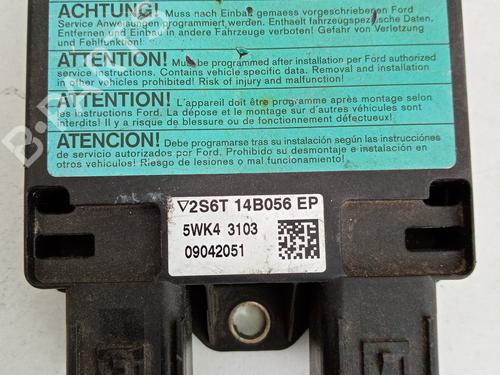 ACHTUNG! Muss nach Einbau gemaess vorgeschriebenen Ford
Service Anweisungen programmiert werden. Enthaelt fahrzeugspezifische Daten.
Entfernen und Einbau in andere Fahrzeuge verboten! Gefahr von Verletzung
und Fehlfunktion!
ATTENTION! Must be programmed after installation per Ford authorized
service instructions. Contains vehicle specific data. Removal and installation
in other vehicles prohibited! Risk of injury and malfunction!
ATTENTION! L'appareil doit être programme après montage selon
les instructions Ford. La dépose et le montage sur d'autres véhicules sont
interdits! Il y a risque de blessure ou de fonctionnement défectueux!
ATENCION! Debe programarse tras su instalación según las instrucciónes
de servicio autorizados por Ford. Prohibido su desmontaje e instalación en
otros vehículos! Riesgo de lesiones o mal funcionamiento!
2S6T 14B056 EP
5WK4 3103
09042051